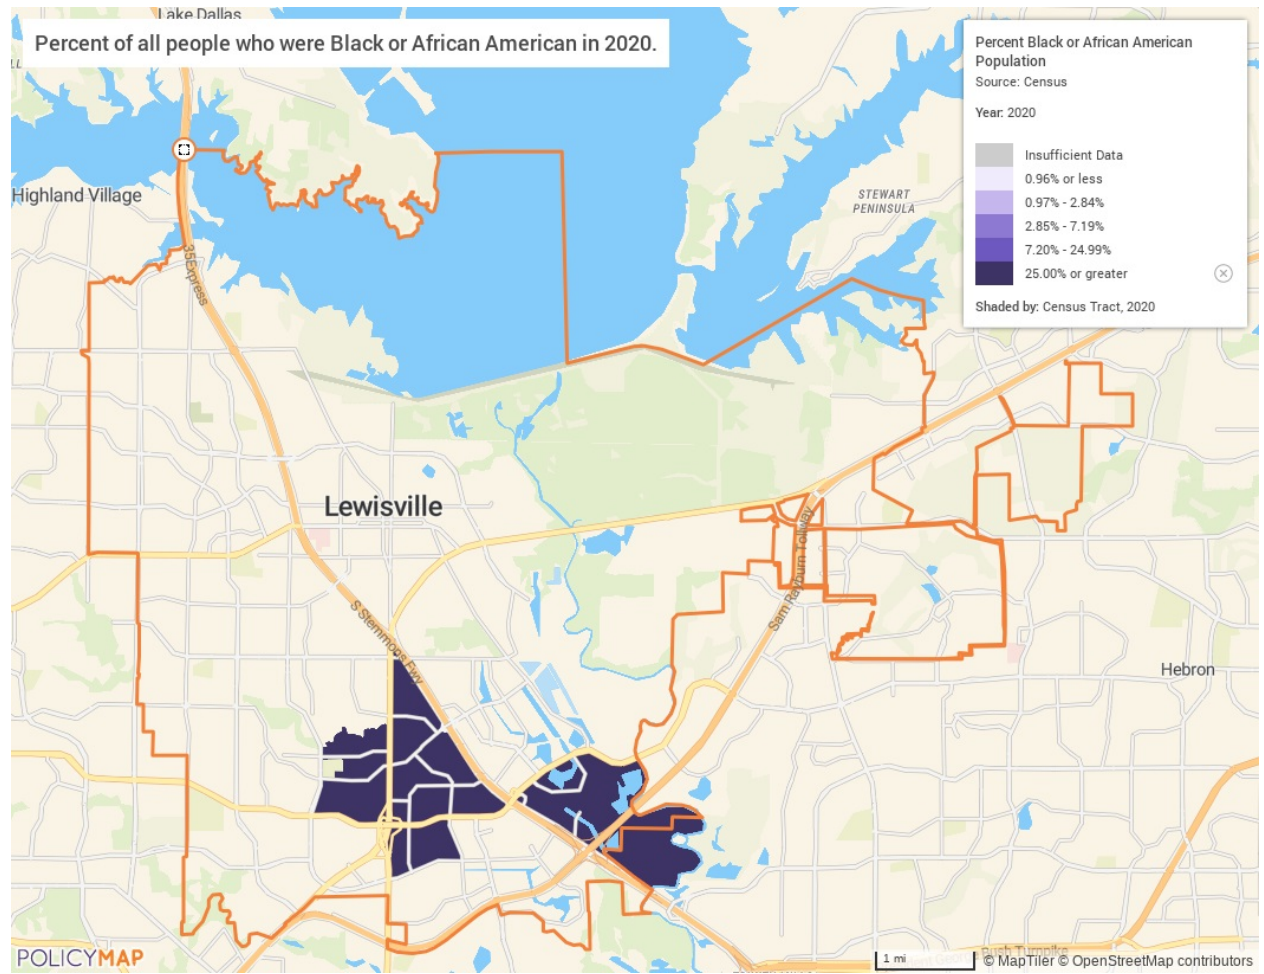 Lake Dallas
Percent of all people who were Black or African American in 2020.
Percent Black or African American
Population
Source: Census
Year: 2020
Insufficient Data
0.96% or less
0.97% - 2.84%
2.85% - 7.19%
7.20% - 24.99%
25.00% or greater
Shaded by: Census Tract, 2020
Highland Village
STEWART
PENINSULA
35Express
Lewisville
Sam Rayburn Tollway
S Stemmons Fwy
Hebron
POLICYMAP
1 mi
Bush Turnpike
© MapTiler © OpenStreetMap contributors